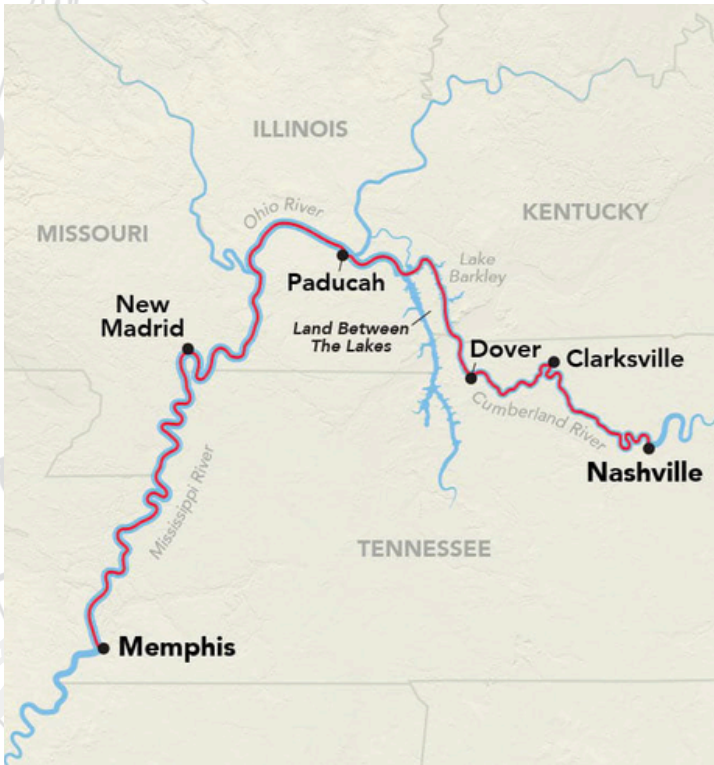 ILLINOIS
Ohio River
KENTUCKY
MISSOURI
Lake
Barkley
Paducah
New
Madrid
Land Between
The Lakes
Dover
Clarksville
Cumberland River
Mississippi River
Nashville
TENNESSEE
Memphis